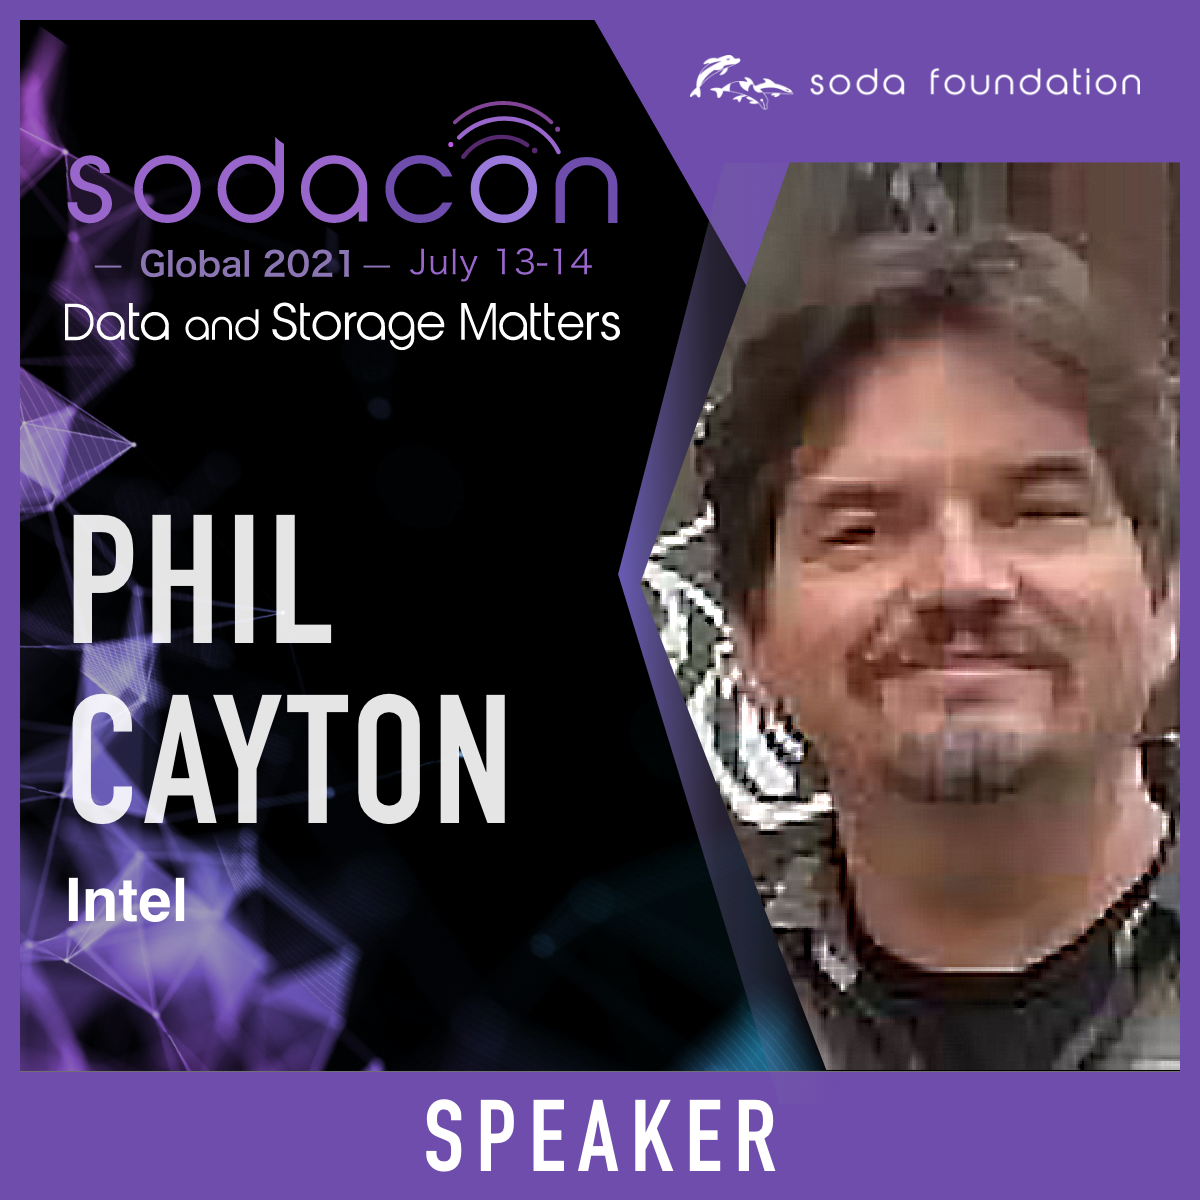 soda foundation
sodacon
— Global 2021 — July 13-14
Data and Storage Matters
PHIL
CAYTON
Intel
SPEAKER